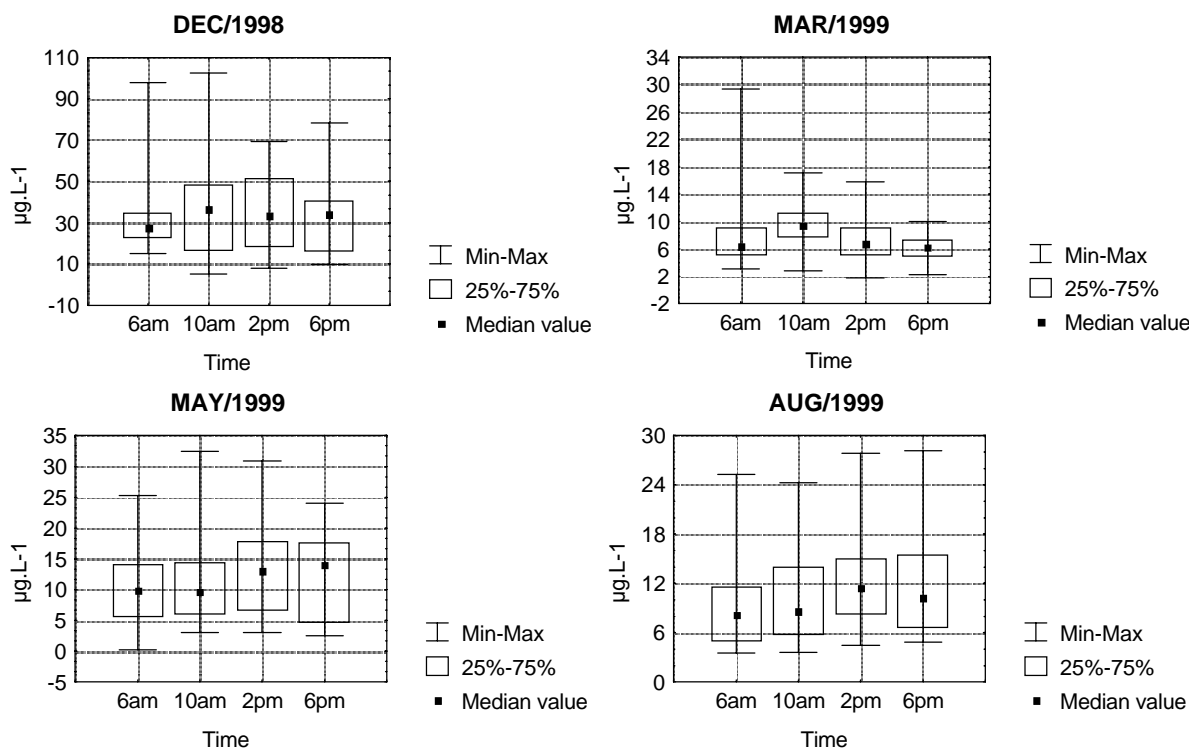 DEC/1998
110
90
70
50
30
10
-10
µg.L-1
6am 10am 2pm 6pm
Time
Min-Max
25%-75%
Median value
MAR/1999
34
30
26
22
18
14
10
6
2
-2
µg.L-1
6am 10am 2pm 6pm
Time
Min-Max
25%-75%
Median value
MAY/1999
35
30
25
20
15
10
5
0
-5
µg.L-1
6am 10am 2pm 6pm
Time
Min-Max
25%-75%
Median value
AUG/1999
30
24
18
12
6
0
µg.L-1
6am 10am 2pm 6pm
Time
Min-Max
25%-75%
Median value